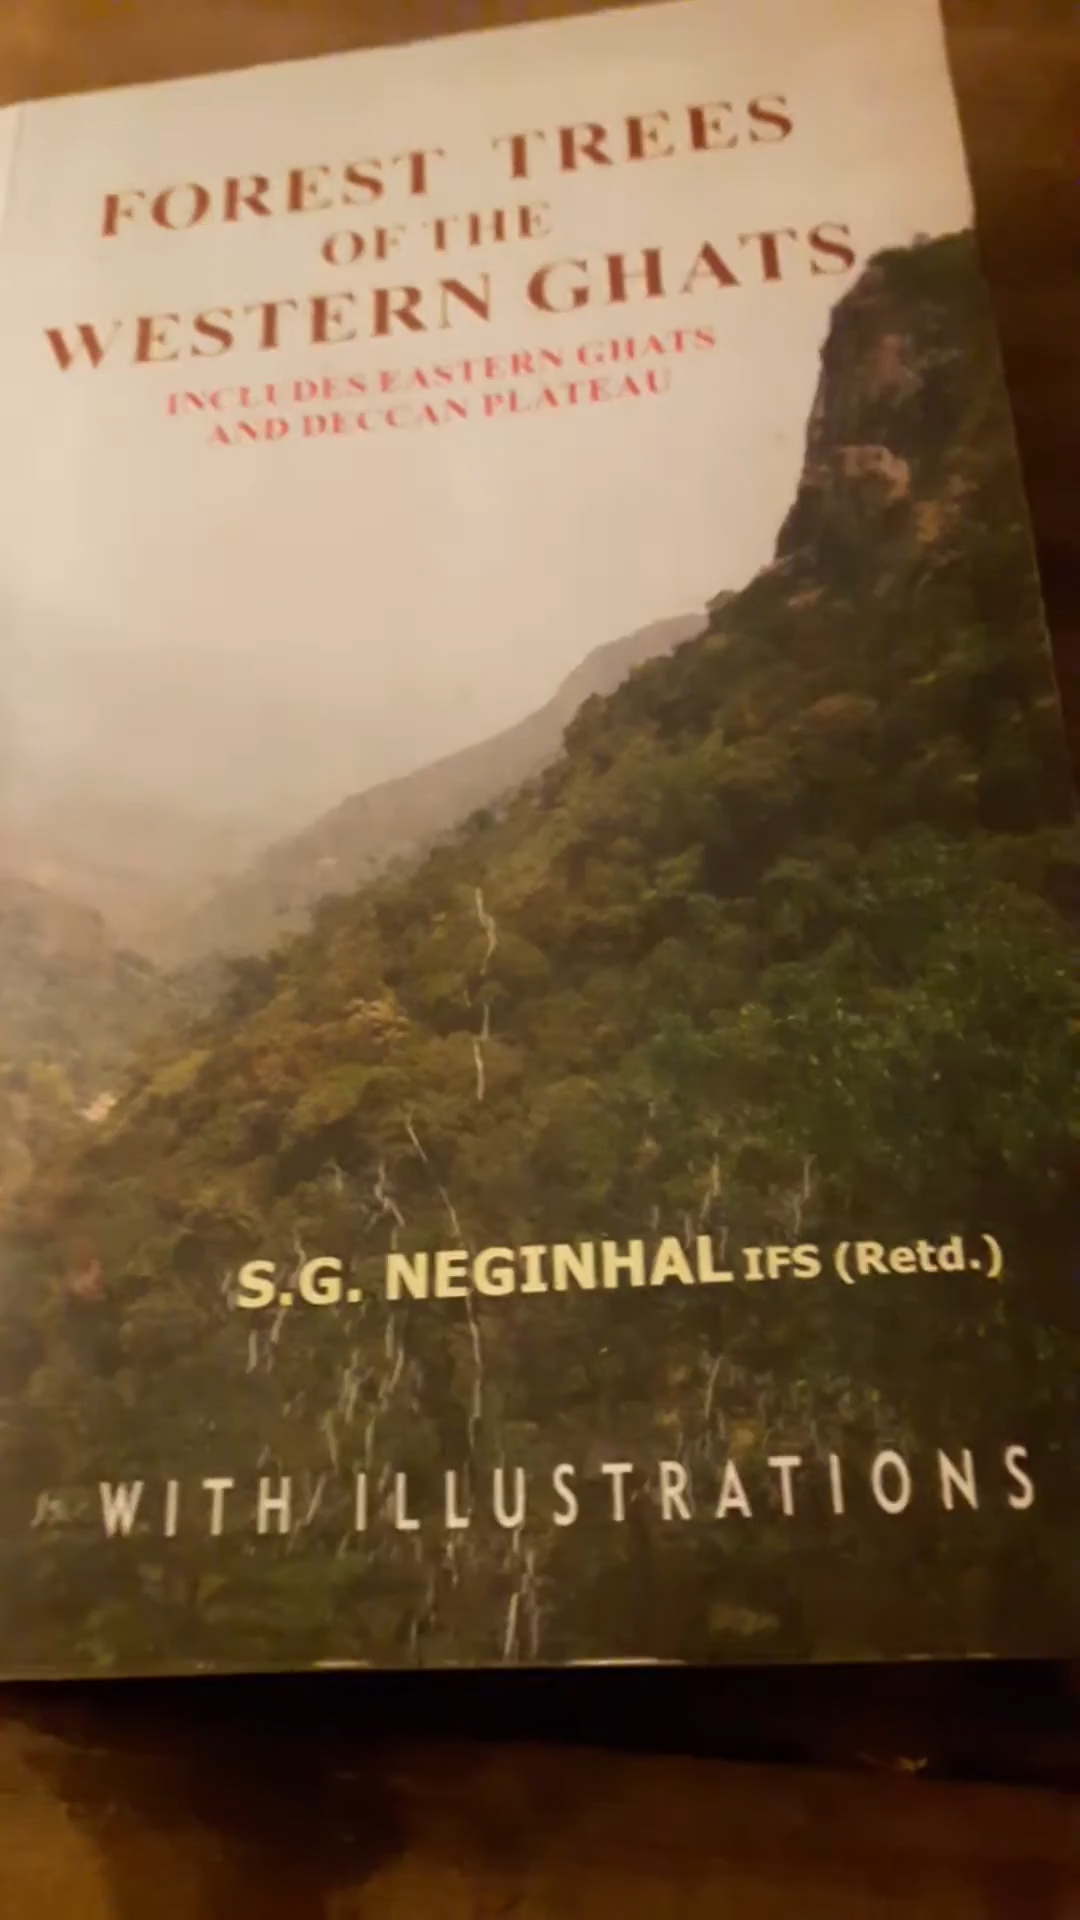 FOREST TREES
OF THE
WESTERN GHATS
INCLUDES EASTERN GHATS
AND DECCAN PLATEAU
S.G. NEGINHAL IFS (Retd.)
WITH ILLUSTRATIONS